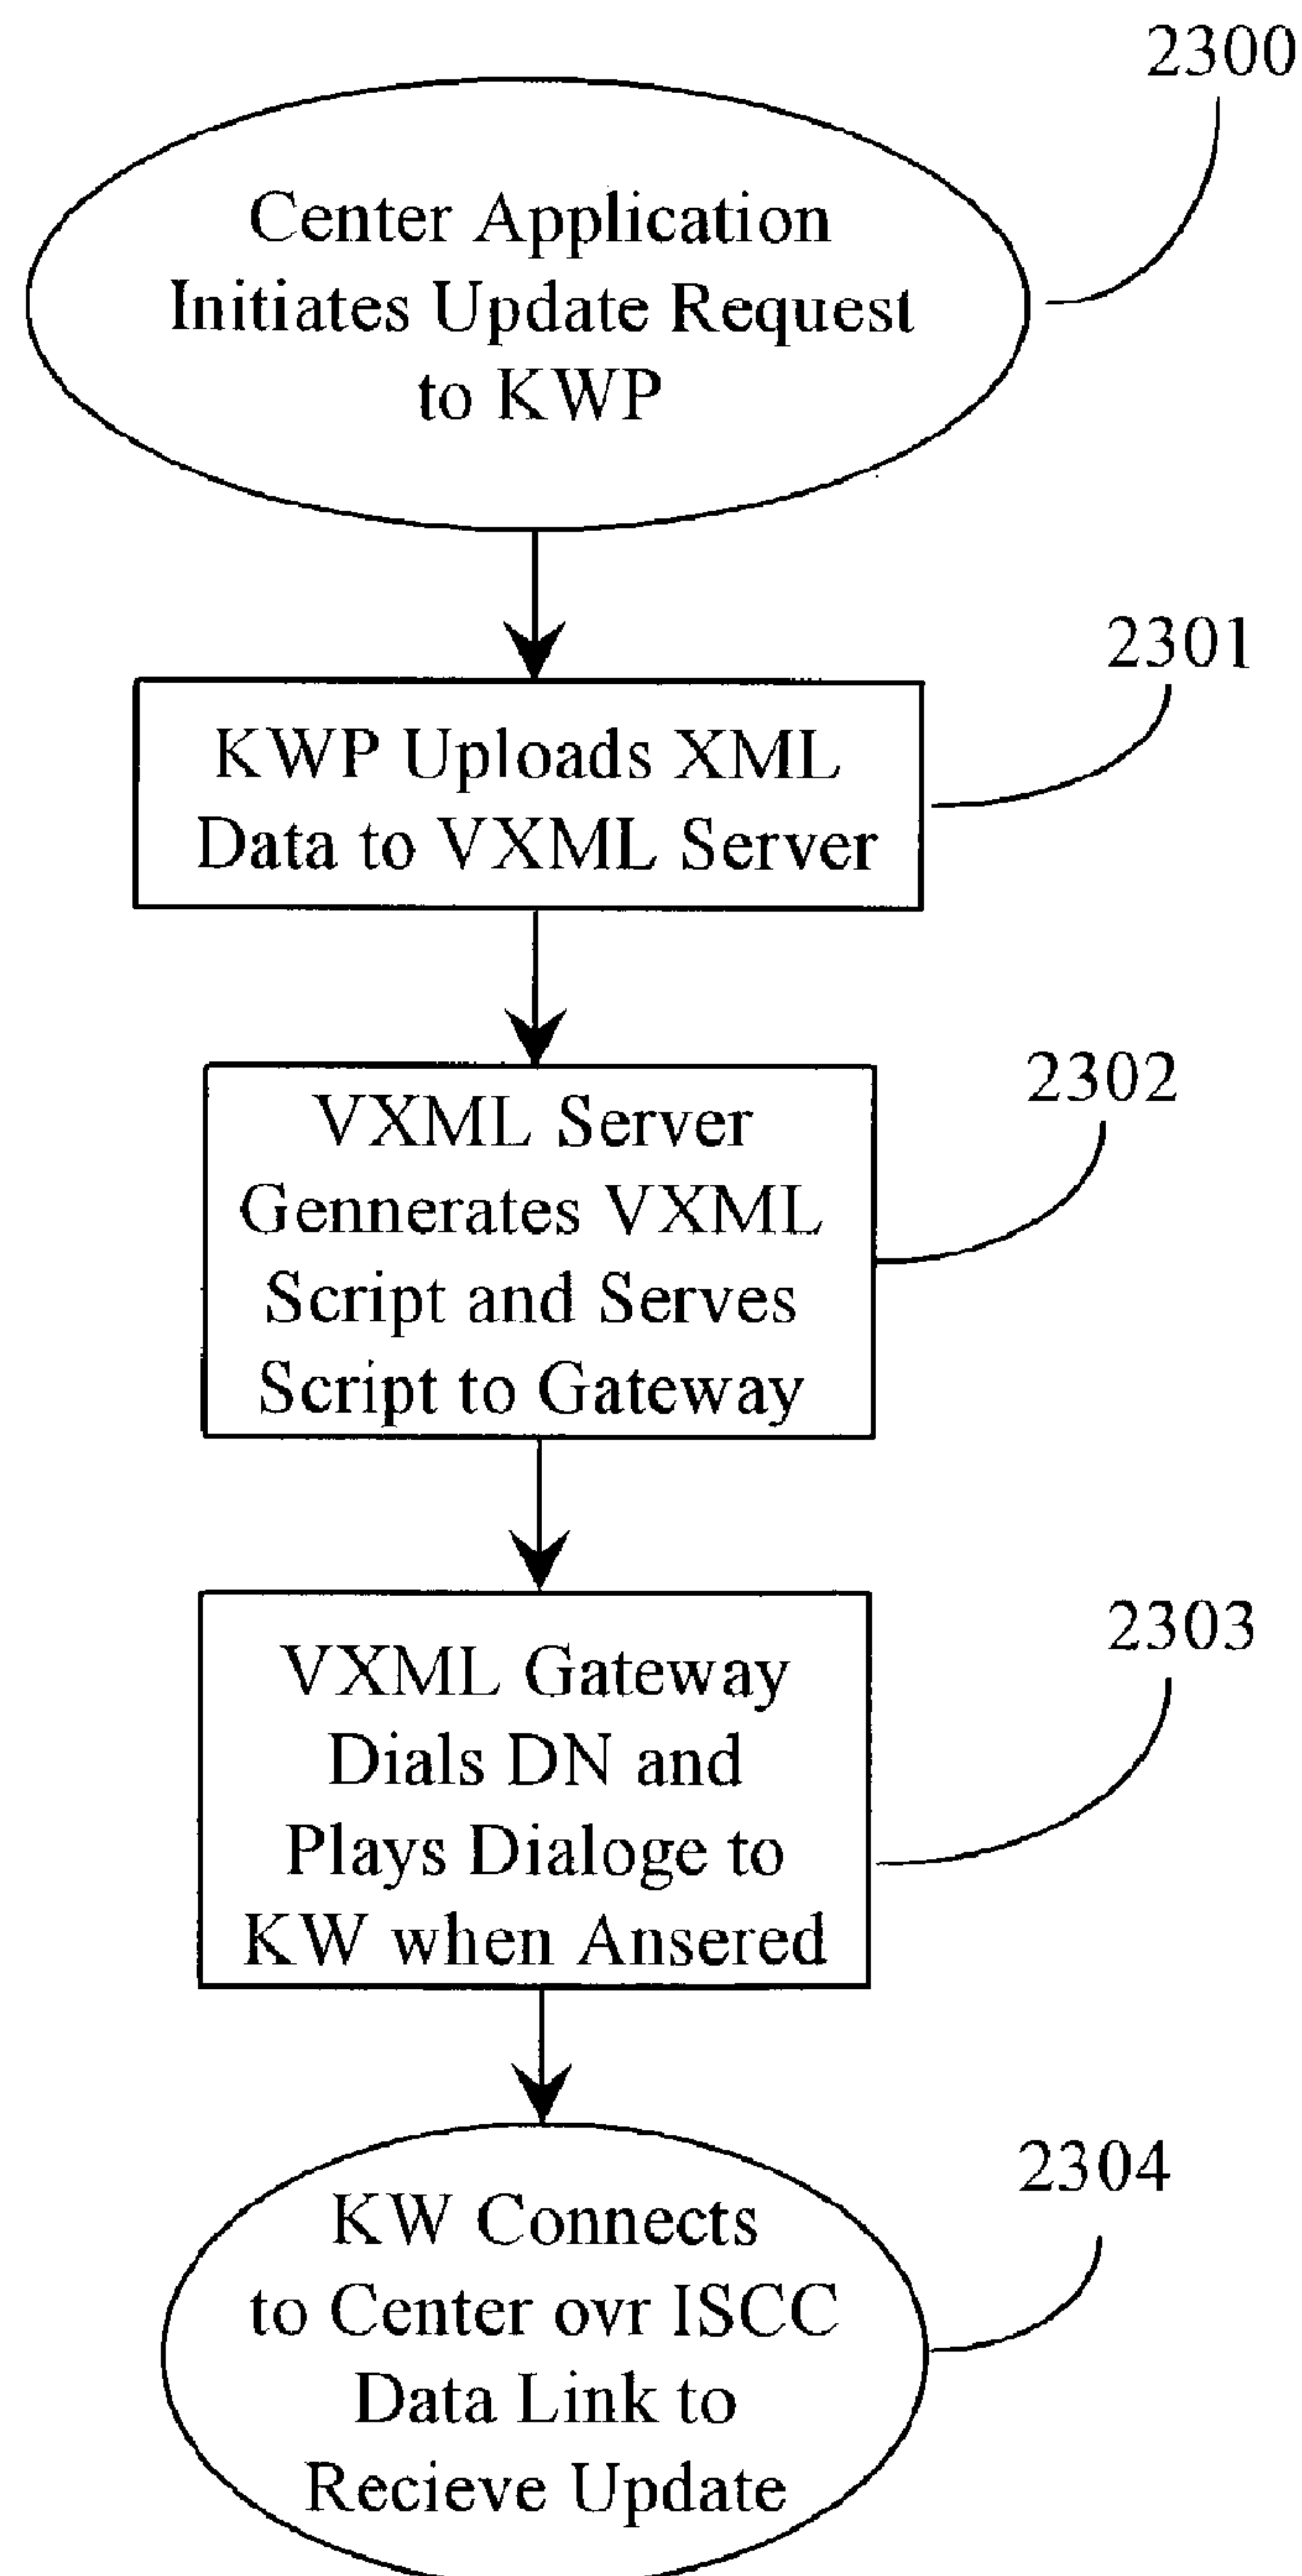 2300
Center Application
Initiates Update Request
to KWP
2301
KWP Uploads XML
Data to VXML Server
2302
VXML Server
Gennerates VXML
Script and Serves
Script to Gateway
2303
VXML Gateway
Dials DN and
Plays Dialoge to
KW when Ansered
2304
KW Connects
to Center ovr ISCC
Data Link to
Recieve Update